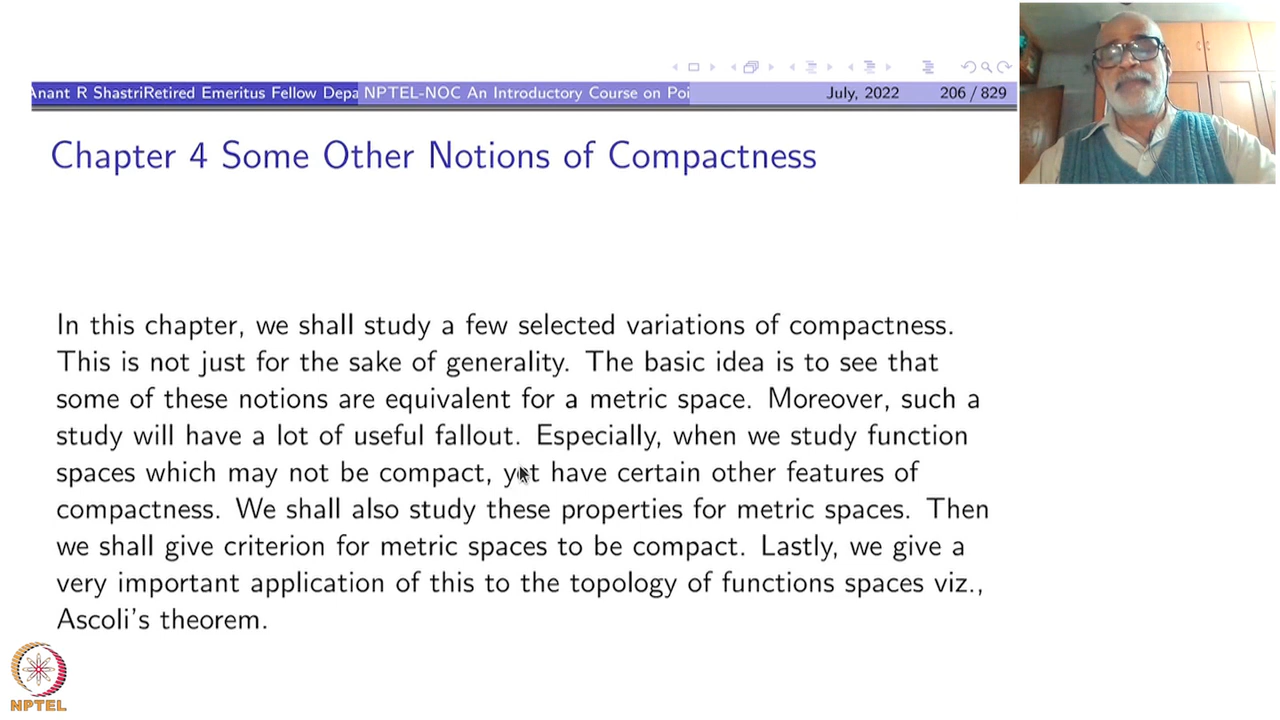 Anant R ShastriRetired Emeritus Fellow Depa NPTEL-NOC An Introductory Course on Poi July, 2022 206 / 829
Chapter 4 Some Other Notions of Compactness
In this chapter, we shall study a few selected variations of compactness.
This is not just for the sake of generality. The basic idea is to see that
some of these notions are equivalent for a metric space. Moreover, such a
study will have a lot of useful fallout. Especially, when we study function
spaces which may not be compact, yet have certain other features of
compactness. We shall also study these properties for metric spaces. Then
we shall give criterion for metric spaces to be compact. Lastly, we give a
very important application of this to the topology of functions spaces viz.,
Ascoli's theorem.
NPTEL